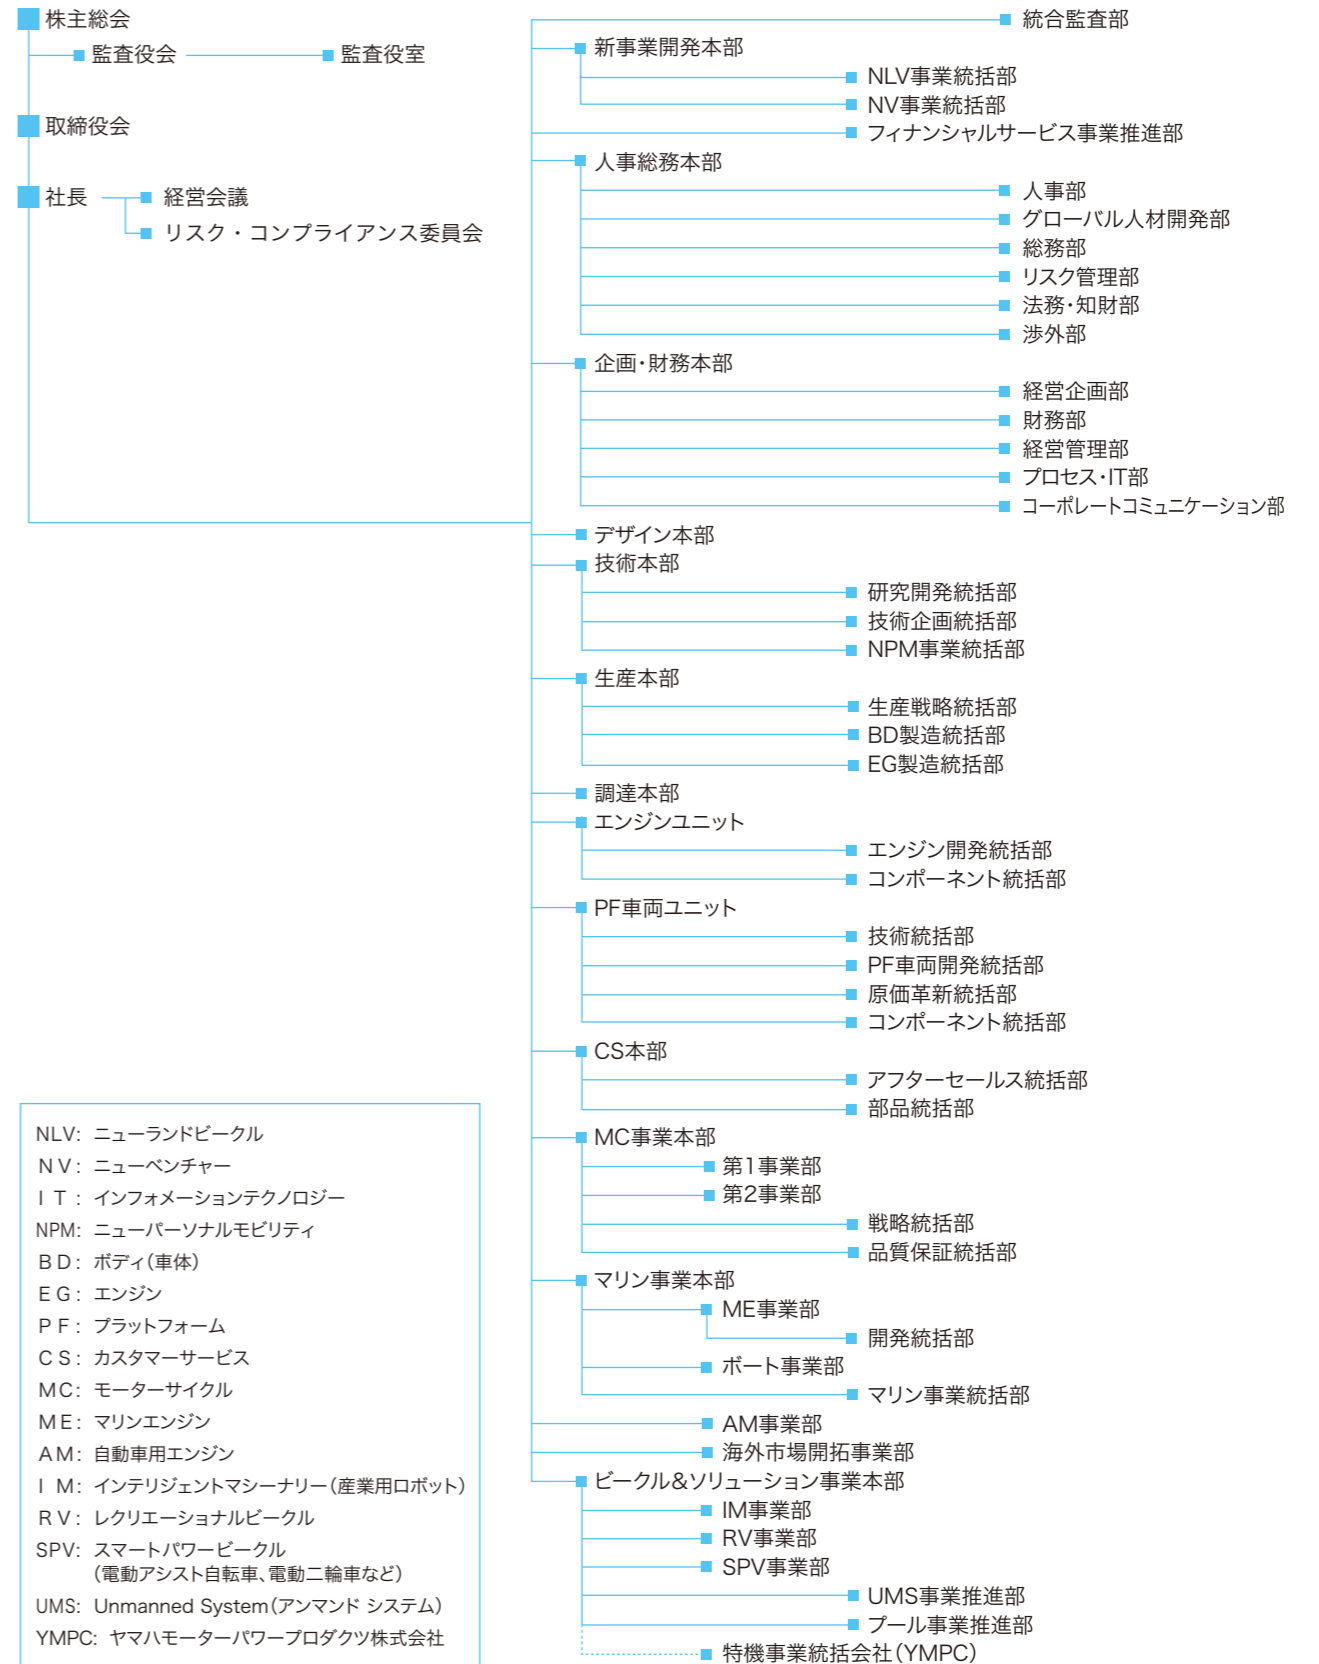 株主総会
監査役会
監査役室
取締役会
社長
経営会議
リスク・コンプライアンス委員会
統合監査部
新事業開発本部
NLV事業統括部
NV事業統括部
フィナンシャルサービス事業推進部
人事総務本部
人事部
グローバル人材開発部
総務部
リスク管理部
法務・知財部
渉外部
企画・財務本部
経営企画部
財務部
経営管理部
プロセス・IT部
コーポレートコミュニケーション部
デザイン本部
技術本部
研究開発統括部
技術企画統括部
NPM事業統括部
生産本部
生産戦略統括部
BD製造統括部
EG製造統括部
調達本部
エンジンユニット
エンジン開発統括部
コンポーネント統括部
PF車両ユニット
技術統括部
PF車両開発統括部
原価革新統括部
コンポーネント統括部
CS本部
アフターセールス統括部
部品統括部
MC事業本部
第1事業部
第2事業部
戦略統括部
品質保証統括部
マリン事業本部
ME事業部
開発統括部
ボート事業部
マリン事業統括部
AM事業部
海外市場開拓事業部
ビークル&ソリューション事業本部
IM事業部
RV事業部
SPV事業部
UMS事業推進部
プール事業推進部
特機事業統括会社(YMPC)
NLV: ニューランドビークル
NV: ニューベンチャー
IT: インフォメーションテクノロジー
NPM: ニューパーソナルモビリティ
BD: ボディ(車体)
EG: エンジン
PF: プラットフォーム
CS: カスタマーサービス
MC: モーターサイクル
ME: マリンエンジン
AM: 自動車用エンジン
IM: インテリジェントマシーナリー(産業用ロボット)
RV: レクリエーショナルビークル
SPV: スマートパワービークル
(電動アシスト自転車、電動二輪車など)
UMS: Unmanned System(アンマンド システム)
YMPC: ヤマハモーターパワープロダクツ株式会社